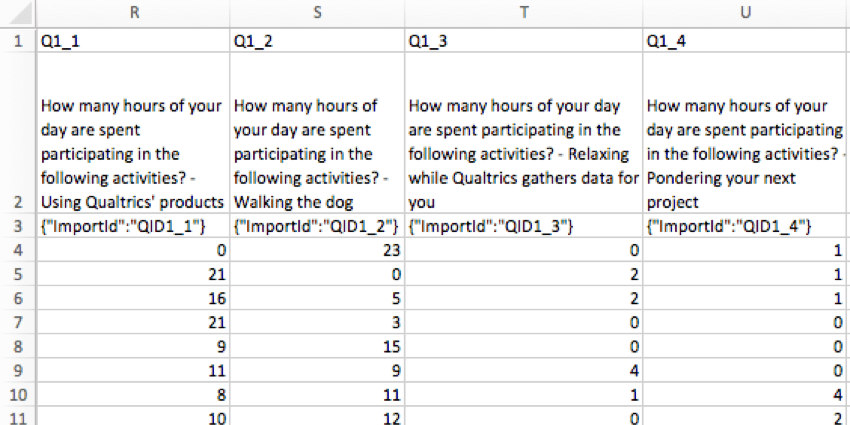 R S T U
1 Q1_1 Q1_2 Q1_3 Q1_4
How many hours of your How many hours of How many hours of your day How many hours of your
day are spent your day are spent are spent participating in the day are spent participating
participating in the participating in the following activities? - Relaxing in the following activities? -
following activities? - following activities? - while Qualtrics gathers data for Pondering your next
2 Using Qualtrics' products Walking the dog you project
3 {"ImportId":"QID1_1"} {"ImportId":"QID1_2"} {"ImportId":"QID1_3"} {"ImportId":"QID1_4"}
4 0 23 0 1
5 21 0 2 1
6 16 5 2 1
7 21 3 0 0
8 9 15 0 0
9 11 9 4 0
10 8 11 1 4
11 10 12 0 2